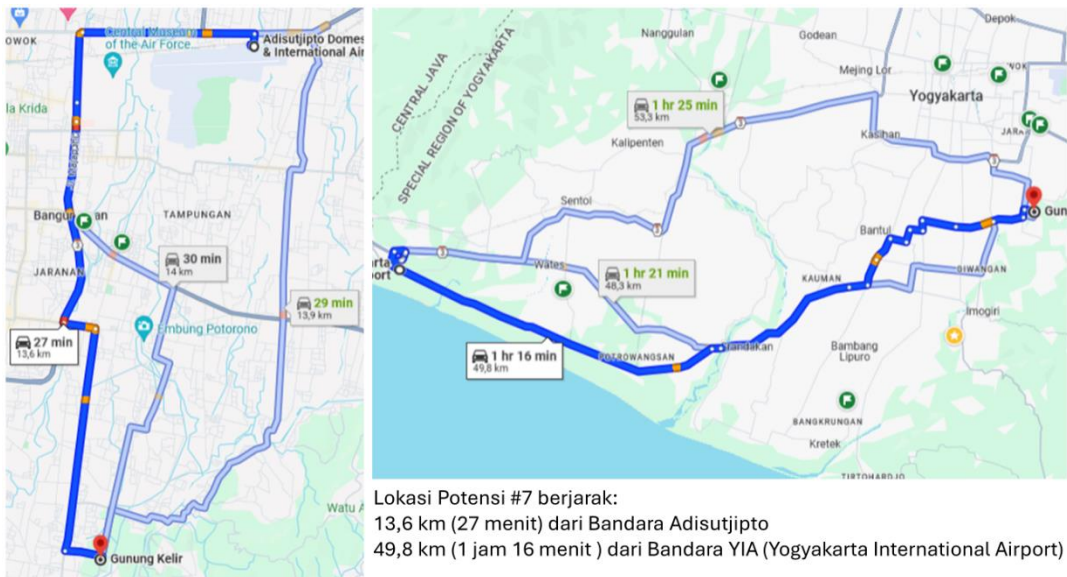 Central Museum
of the Air Force...
Adisutjipto Domes
& International Air
la Krida
TAMPUNGAN
JARANAN
30 min
14 km
29 min
13,9 km
27 min
13,6 km
Embung Potorono
Watu A
Gunung Kelir
Nanggulan
Godean
Depok
CENTRAL JAVA
SPECIAL REGION OF YOGYAKARTA
Mejing Lor
Yogyakarta
1 hr 25 min
53,3 km
Kalipenten
Kasihan
JARA
Sentol
Gun
Bantul
Wates
1 hr 21 min
48,3 km
KAUMAN
GIWANGAN
Imogiri
1 hr 16 min
49,8 km
Bambang
Lipuro
BANGKRUNGAN
Kretek
Lokasi Potensi #7 berjarak:
13,6 km (27 menit) dari Bandara Adisutjipto
49,8 km (1 jam 16 menit ) dari Bandara YIA (Yogyakarta International Airport)